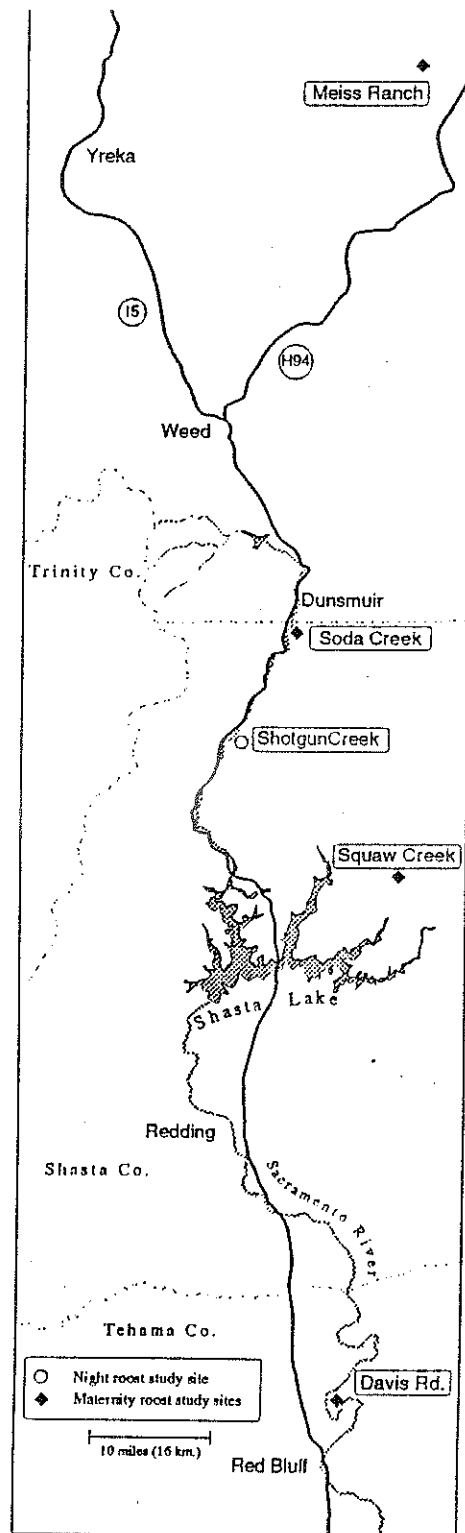 Meiss Ranch
Yreka
I5
H94
Weed
Trinity Co.
Dunsmuir
Soda Creek
ShotgunCreek
Squaw Creek
Shasta Lake
Redding
Shasta Co.
Sacramento River
Tehama Co.
Night roost study site
Maternity roost study sites
Davis Rd.
10 miles (16 km.)
Red Bluff